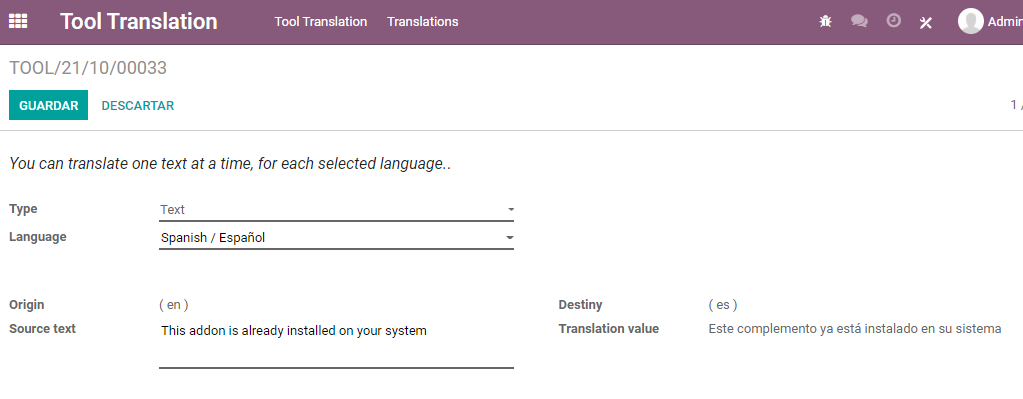 Tool Translation Tool Translation Translations Admin
TOOL/21/10/00033
GUARDAR DESCARTAR 1 /
You can translate one text at a time, for each selected language..
Type Text
Language Spanish / Español
Origin ( en ) Destiny ( es )
Source text This addon is already installed on your system Translation value Este complemento ya está instalado en su sistema